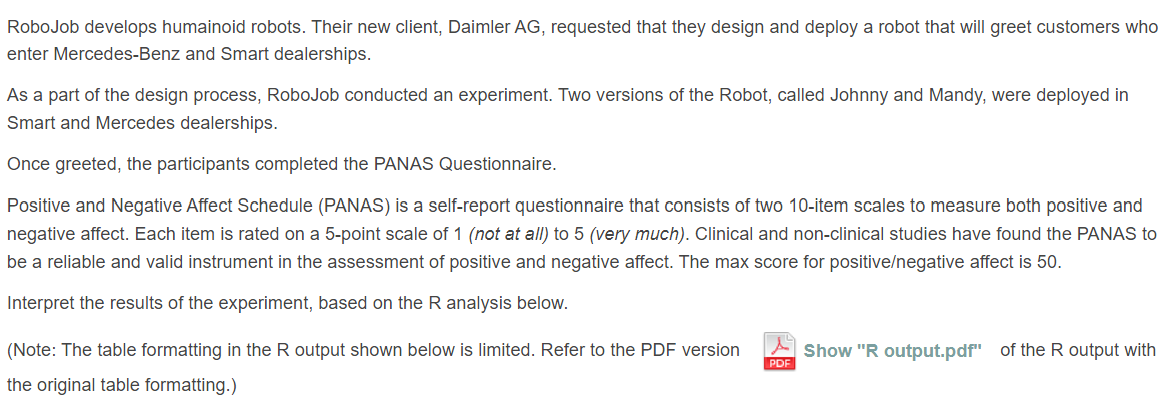 RoboJob develops humainoid robots. Their new client, Daimler AG, requested that they design and deploy a robot that will greet customers who
enter Mercedes-Benz and Smart dealerships.
As a part of the design process, RoboJob conducted an experiment. Two versions of the Robot, called Johnny and Mandy, were deployed in
Smart and Mercedes dealerships.
Once greeted, the participants completed the PANAS Questionnaire.
Positive and Negative Affect Schedule (PANAS) is a self-report questionnaire that consists of two 10-item scales to measure both positive and
negative affect. Each item is rated on a 5-point scale of 1 (not at all) to 5 (very much). Clinical and non-clinical studies have found the PANAS to
be a reliable and valid instrument in the assessment of positive and negative affect. The max score for positive/negative affect is 50.
Interpret the results of the experiment, based on the R analysis below.
(Note: The table formatting in the R output shown below is limited. Refer to the PDF version PDF Show "R output.pdf" of the R output with
the original table formatting.)